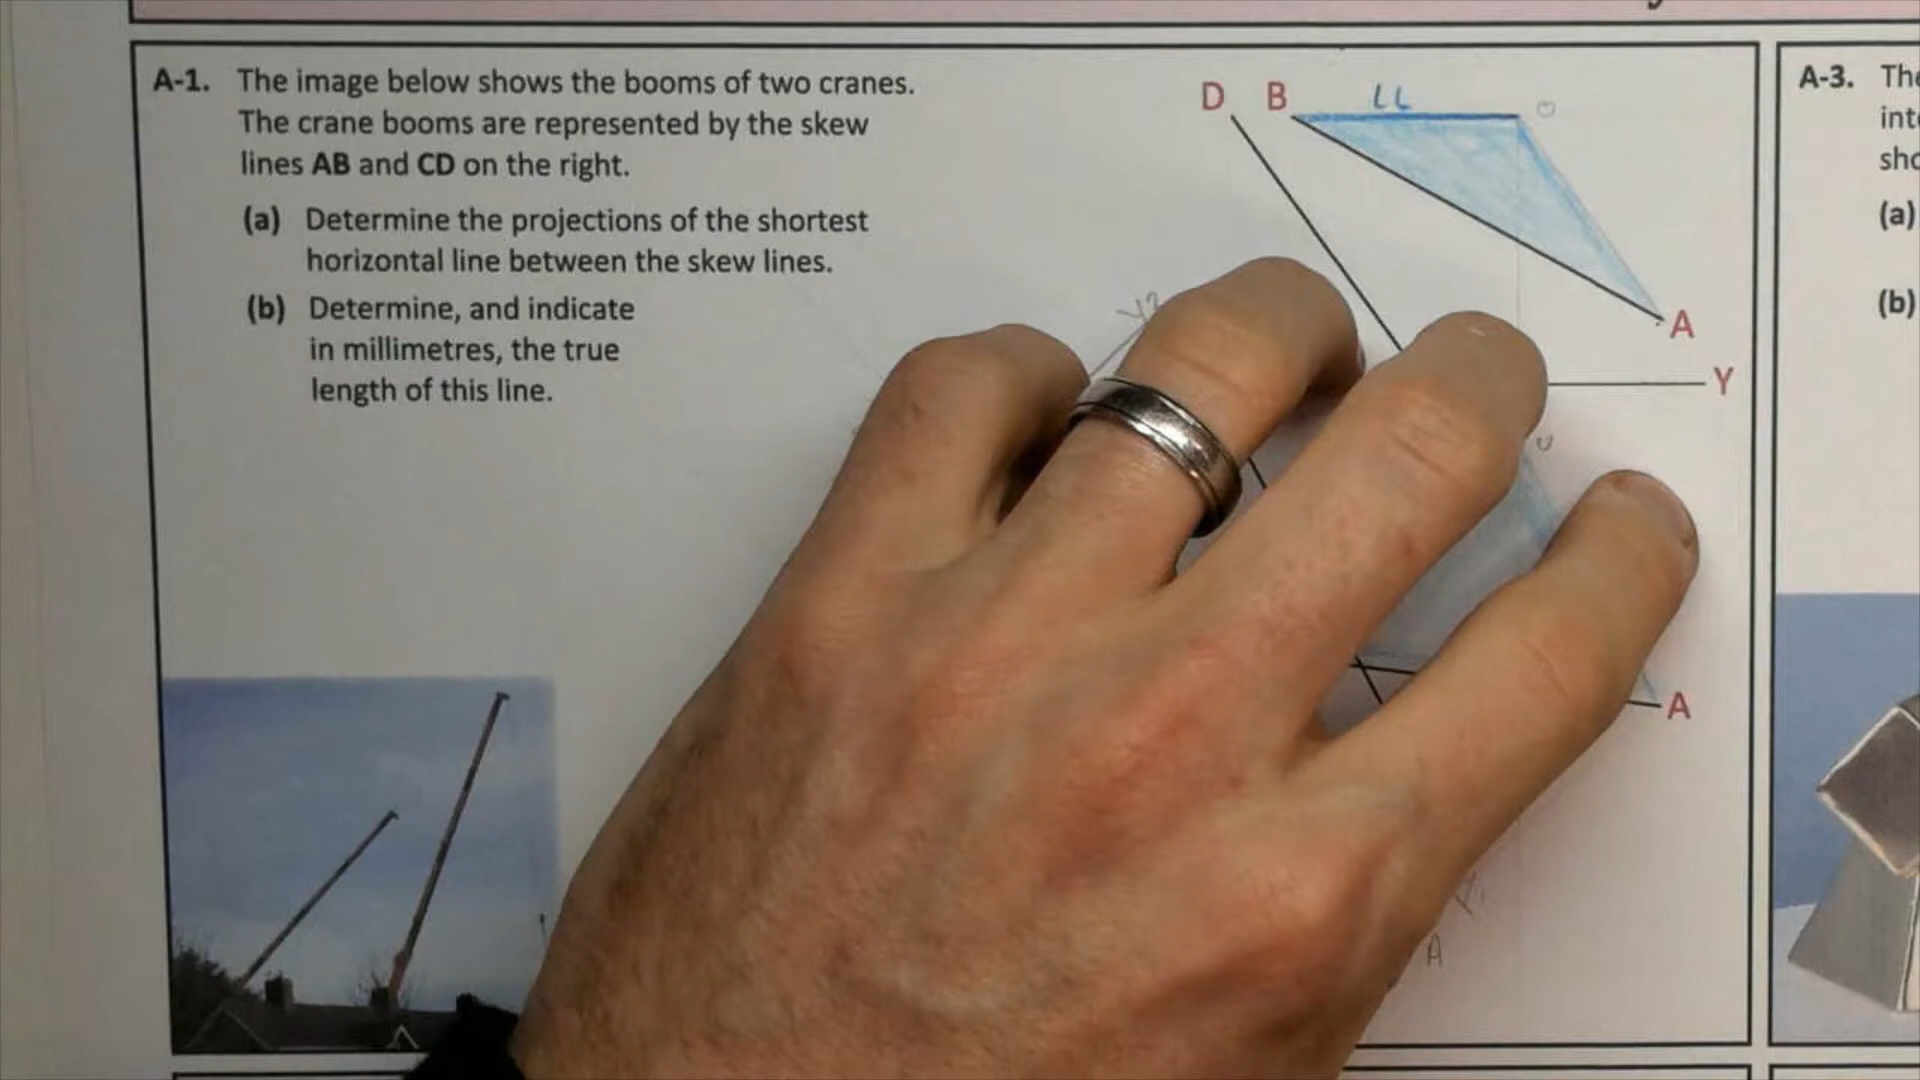 A-1. The image below shows the booms of two cranes.
The crane booms are represented by the skew
lines AB and CD on the right.
(a) Determine the projections of the shortest
horizontal line between the skew lines.
(b) Determine, and indicate
in millimetres, the true
length of this line.
D B LL O
A
Y
A
A
A-3. The
(a)
(b)